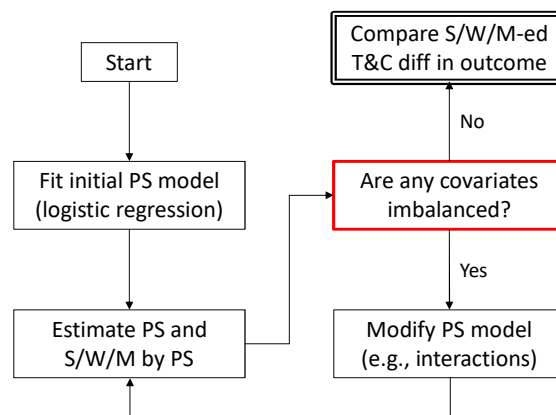 Start
Fit initial PS model
(logistic regression)
Estimate PS and
S/W/M by PS
Compare S/W/M-ed
T&C diff in outcome
No
Are any covariates
imbalanced?
Yes
Modify PS model
(e.g., interactions)